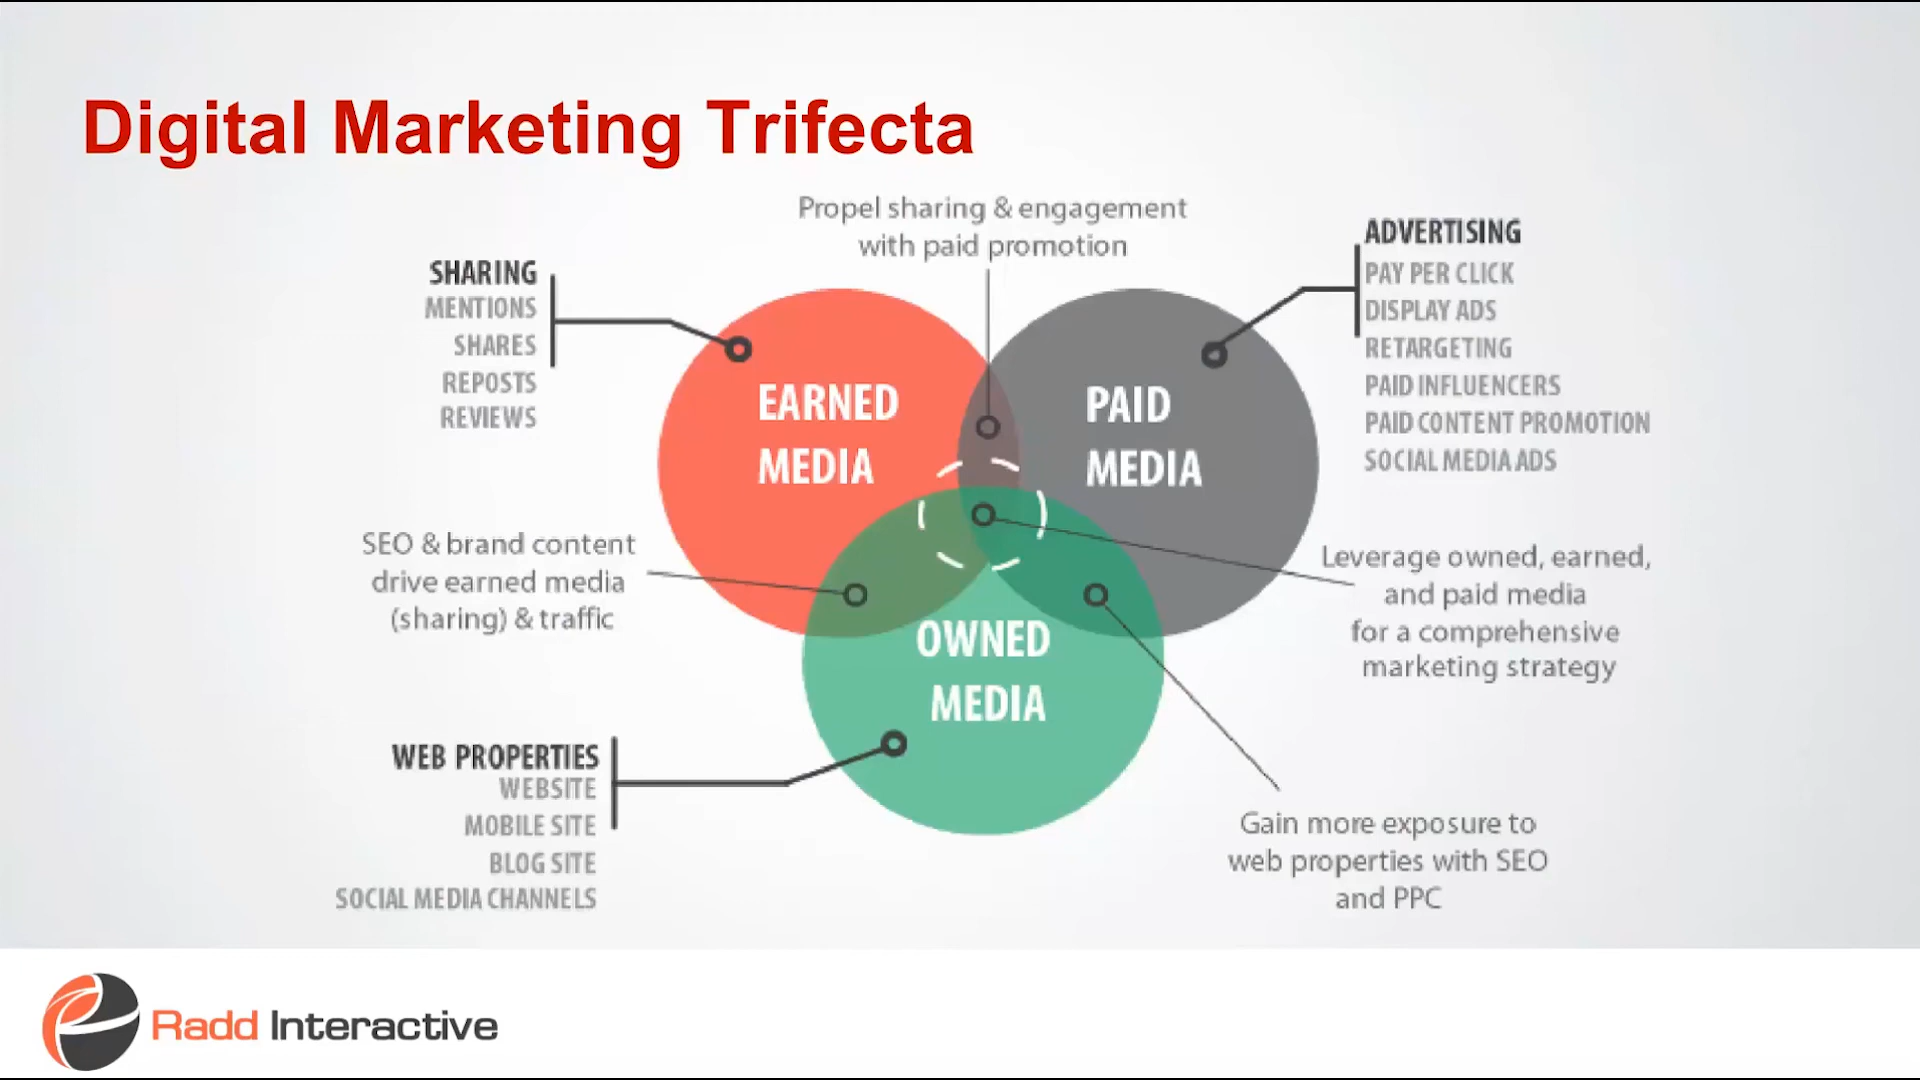 Digital Marketing Trifecta
Propel sharing & engagement
with paid promotion
SHARING
MENTIONS
SHARES
REPOSTS
REVIEWS
ADVERTISING
PAY PER CLICK
DISPLAY ADS
RETARGETING
PAID INFLUENCERS
PAID CONTENT PROMOTION
SOCIAL MEDIA ADS
EARNED
MEDIA
PAID
MEDIA
SEO & brand content
drive earned media
(sharing) & traffic
Leverage owned, earned,
and paid media
for a comprehensive
marketing strategy
OWNED
MEDIA
WEB PROPERTIES
WEBSITE
MOBILE SITE
BLOG SITE
SOCIAL MEDIA CHANNELS
Gain more exposure to
web properties with SEO
and PPC
Radd Interactive